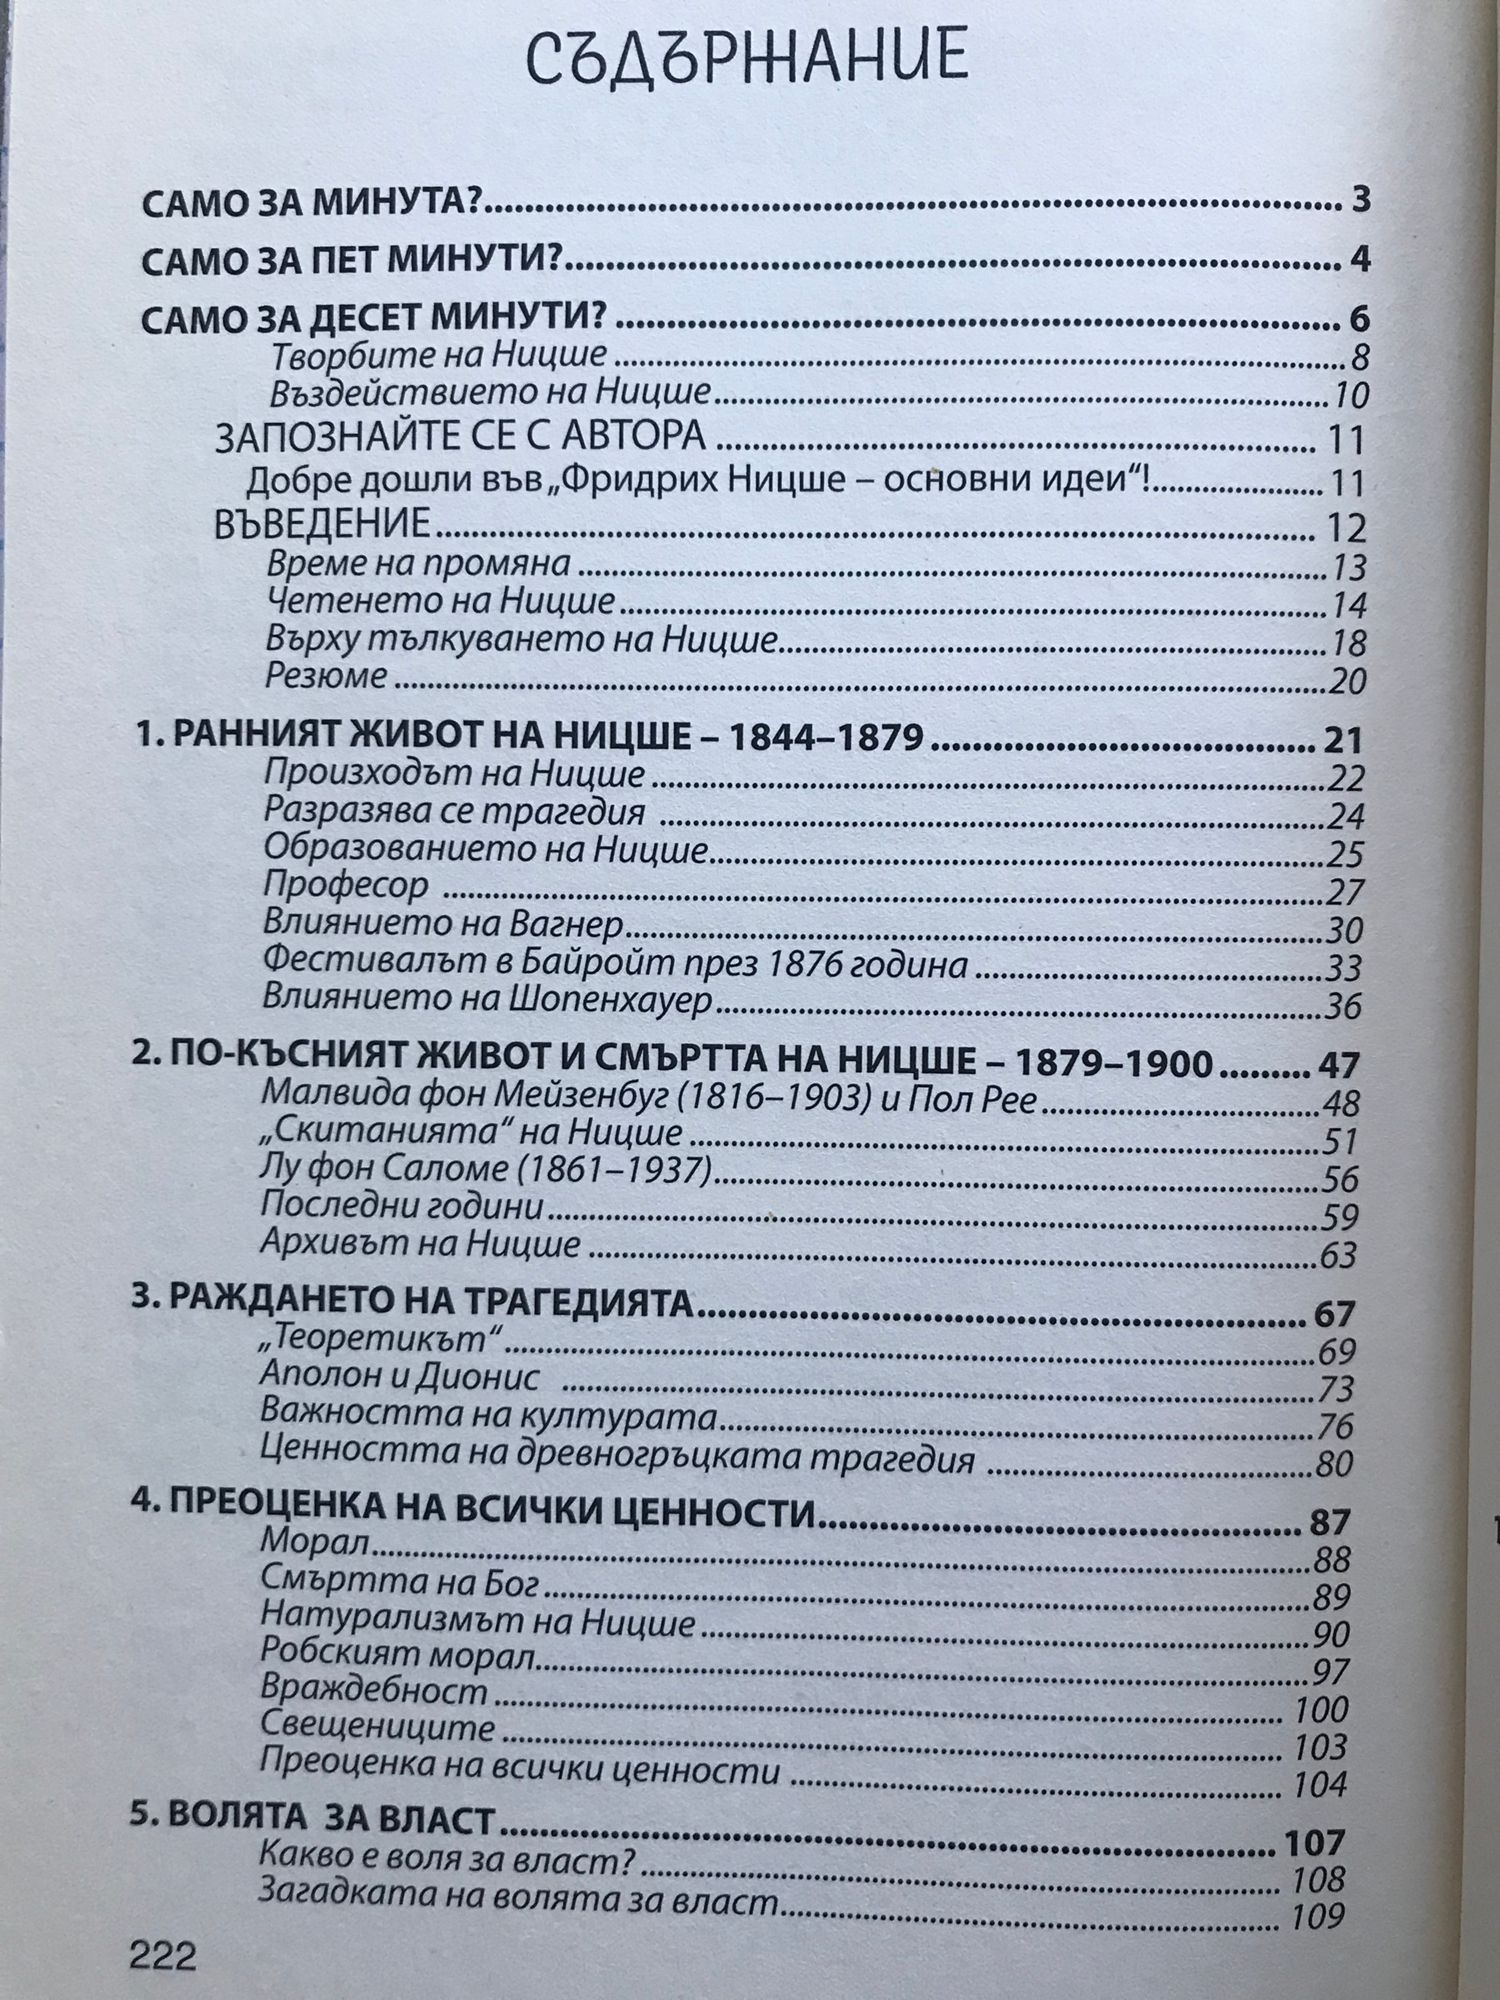 СЪДЪРЖАНИЕ
САМО ЗА МИНУТА?........................ 3
САМО ЗА ПЕТ МИНУТИ?........................ 4
САМО ЗА ДЕСЕТ МИНУТИ? ........................ 6
Творбите на Ницше ........................ 8
Въздействието на Ницше........................ 10
ЗАПОЗНАЙТЕ СЕ С АВТОРА ........................ 11
Добре дошли във „Фридрих Ницше – основни идеи“!........................ 11
ВЪВЕДЕНИЕ........................ 12
Време на промяна ........................ 13
Четенето на Ницше........................ 14
Върху тълкуването на Ницше........................ 18
Резюме ........................ 20
1. РАННИЯТ ЖИВОТ НА НИЦШЕ – 1844–1879 ........................ 21
Произходът на Ницше ........................ 22
Разразява се трагедия ........................ 24
Образованието на Ницше........................ 25
Професор ........................ 27
Влиянието на Вагнер........................ 30
Фестивалът в Байройт през 1876 година ........................ 33
Влиянието на Шопенхауер........................ 36
2. ПО-КЪСНИЯТ ЖИВОТ И СМЪРТТА НА НИЦШЕ – 1879–1900 ......... 47
Малвида фон Мейзенбуг (1816–1903) и Пол Рее........................ 48
„Скитанията“ на Ницше ........................ 51
Лу фон Саломе (1861–1937)........................ 56
Последни години........................ 59
Архивът на Ницше ........................ 63
3. РАЖДАНЕТО НА ТРАГЕДИЯТА........................ 67
„Теоретикът“........................ 69
Аполон и Дионис ........................ 73
Важността на културата........................ 76
Ценността на древногръцката трагедия ........................ 80
4. ПРЕОЦЕНКА НА ВСИЧКИ ЦЕННОСТИ........................ 87
Морал........................ 88
Смъртта на Бог........................ 89
Натурализмът на Ницше ........................ 90
Робският морал........................ 97
Враждебност ........................ 100
Свещениците ........................ 103
Преоценка на всички ценности ........................ 104
5. ВОЛЯТА ЗА ВЛАСТ........................ 107
Какво е воля за власт? ........................ 108
Загадката на волята за власт........................ 109
222